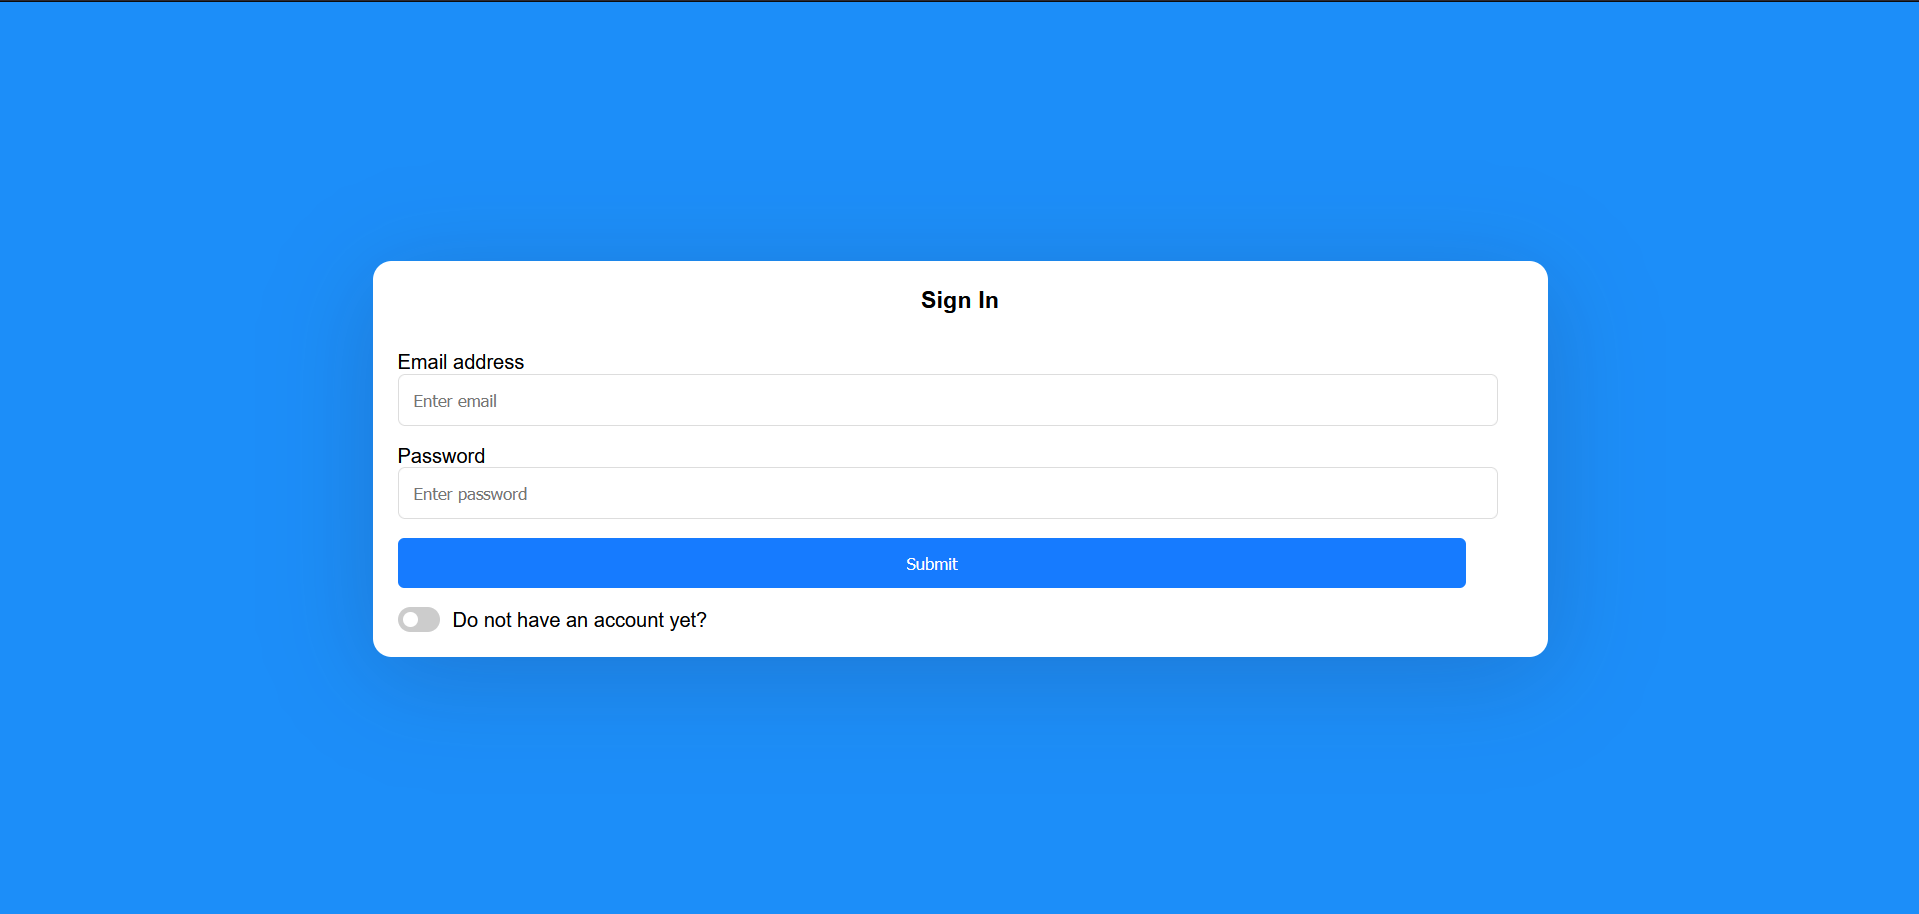 Sign In
Email address
Enter email
Password
Enter password
Submit
Do not have an account yet?